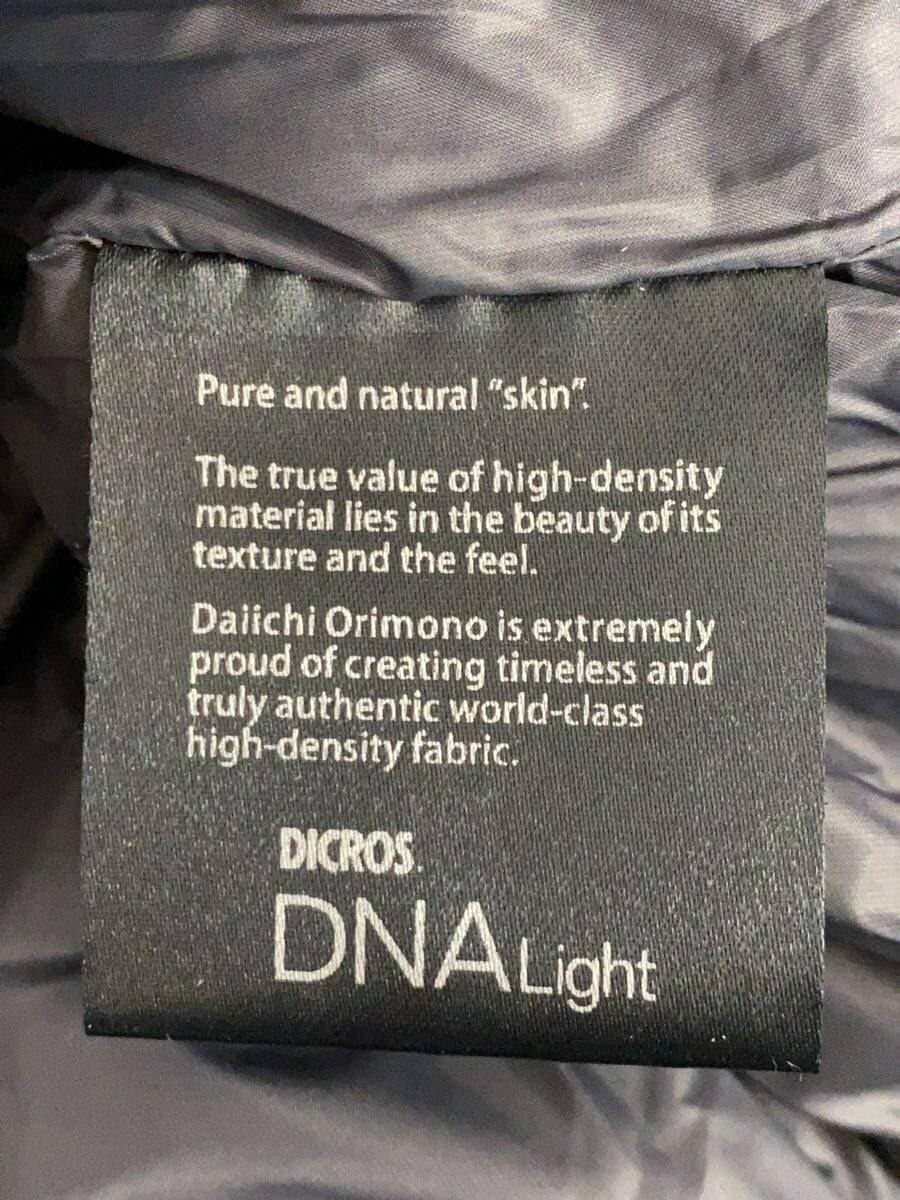 Pure and natural "skin".
The true value of high-density
material lies in the beauty of its
texture and the feel.
Daiichi Orimono is extremely
proud of creating timeless and
truly authentic world-class
high-density fabric.
DICROS.
DNA Light